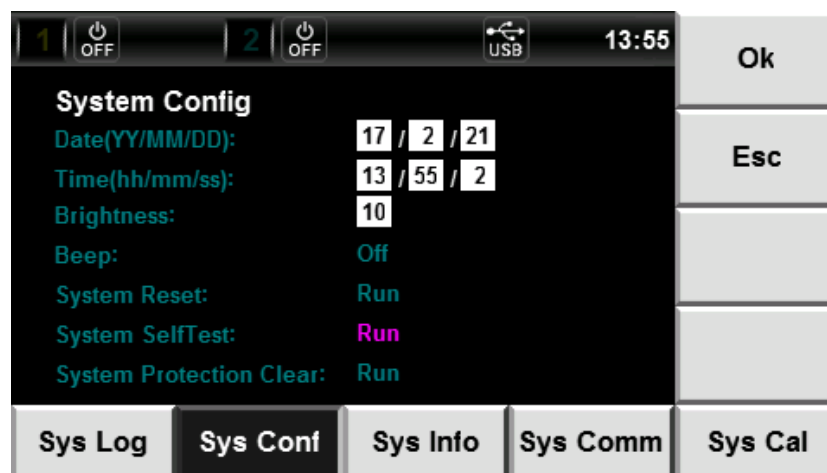 1 OFF 2 OFF USB 13:55
Ok
System Config
Date(YY/MM/DD): 17 / 2 / 21
Esc
Time(hh/mm/ss): 13 / 55 / 2
Brightness: 10
Beep: Off
System Reset: Run
System SelfTest: Run
System Protection Clear: Run
Sys Log Sys Conf Sys Info Sys Comm Sys Cal